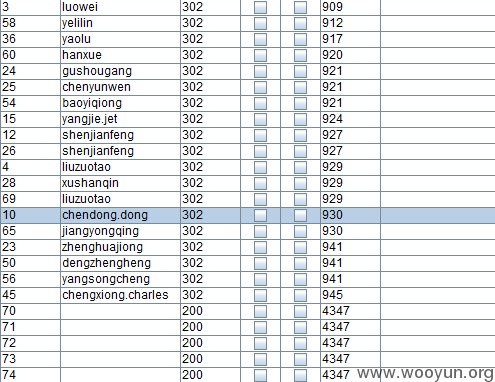 3 luowei 302 909
58 yelilin 302 912
36 yaolu 302 917
60 hanxue 302 920
24 gushougang 302 921
25 chenyunwen 302 921
54 baoyiqiong 302 921
15 yangjie.jet 302 924
12 shenjianfeng 302 927
26 shenjianfeng 302 927
4 liuzuotao 302 929
28 xushanqin 302 929
69 liuzuotao 302 929
10 chendong.dong 302 930
65 jiangyongqing 302 930
23 zhenghuajiong 302 941
50 dengzhengheng 302 941
56 yangsongcheng 302 941
45 chengxiong.charles 302 945
70 200 4347
71 200 4347
72 200 4347
73 200 4347
74 200 4347
www.wooyun.org